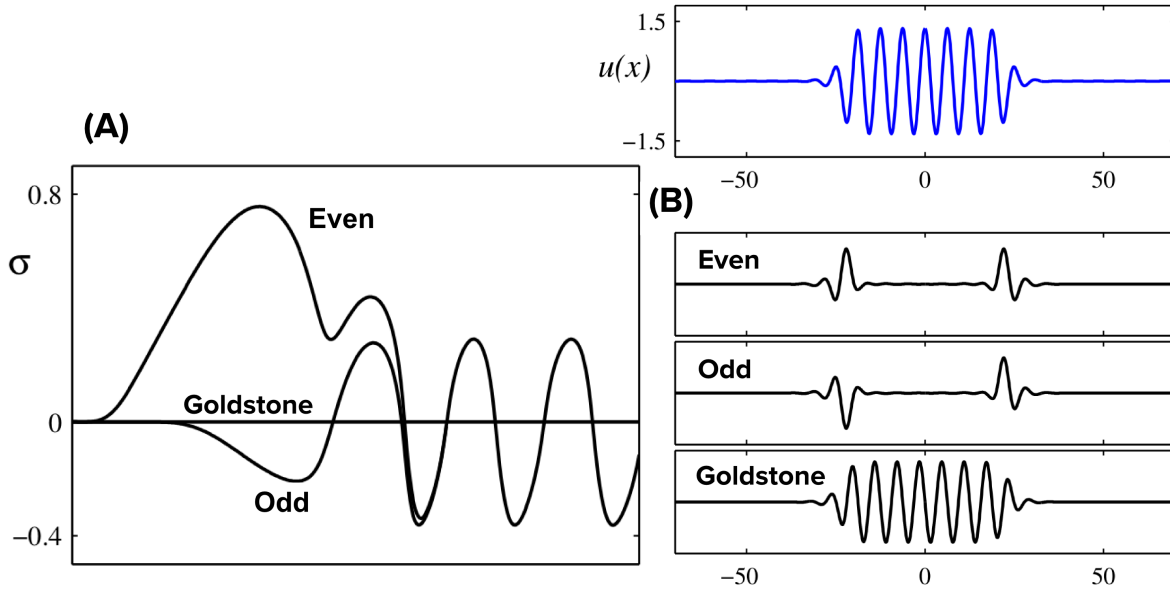 (A)
0.8
σ
0
−0.4
Even
Goldstone
Odd
1.5
u(x)
−1.5
−50 0 50
(B)
Even
Odd
Goldstone
−50 0 50